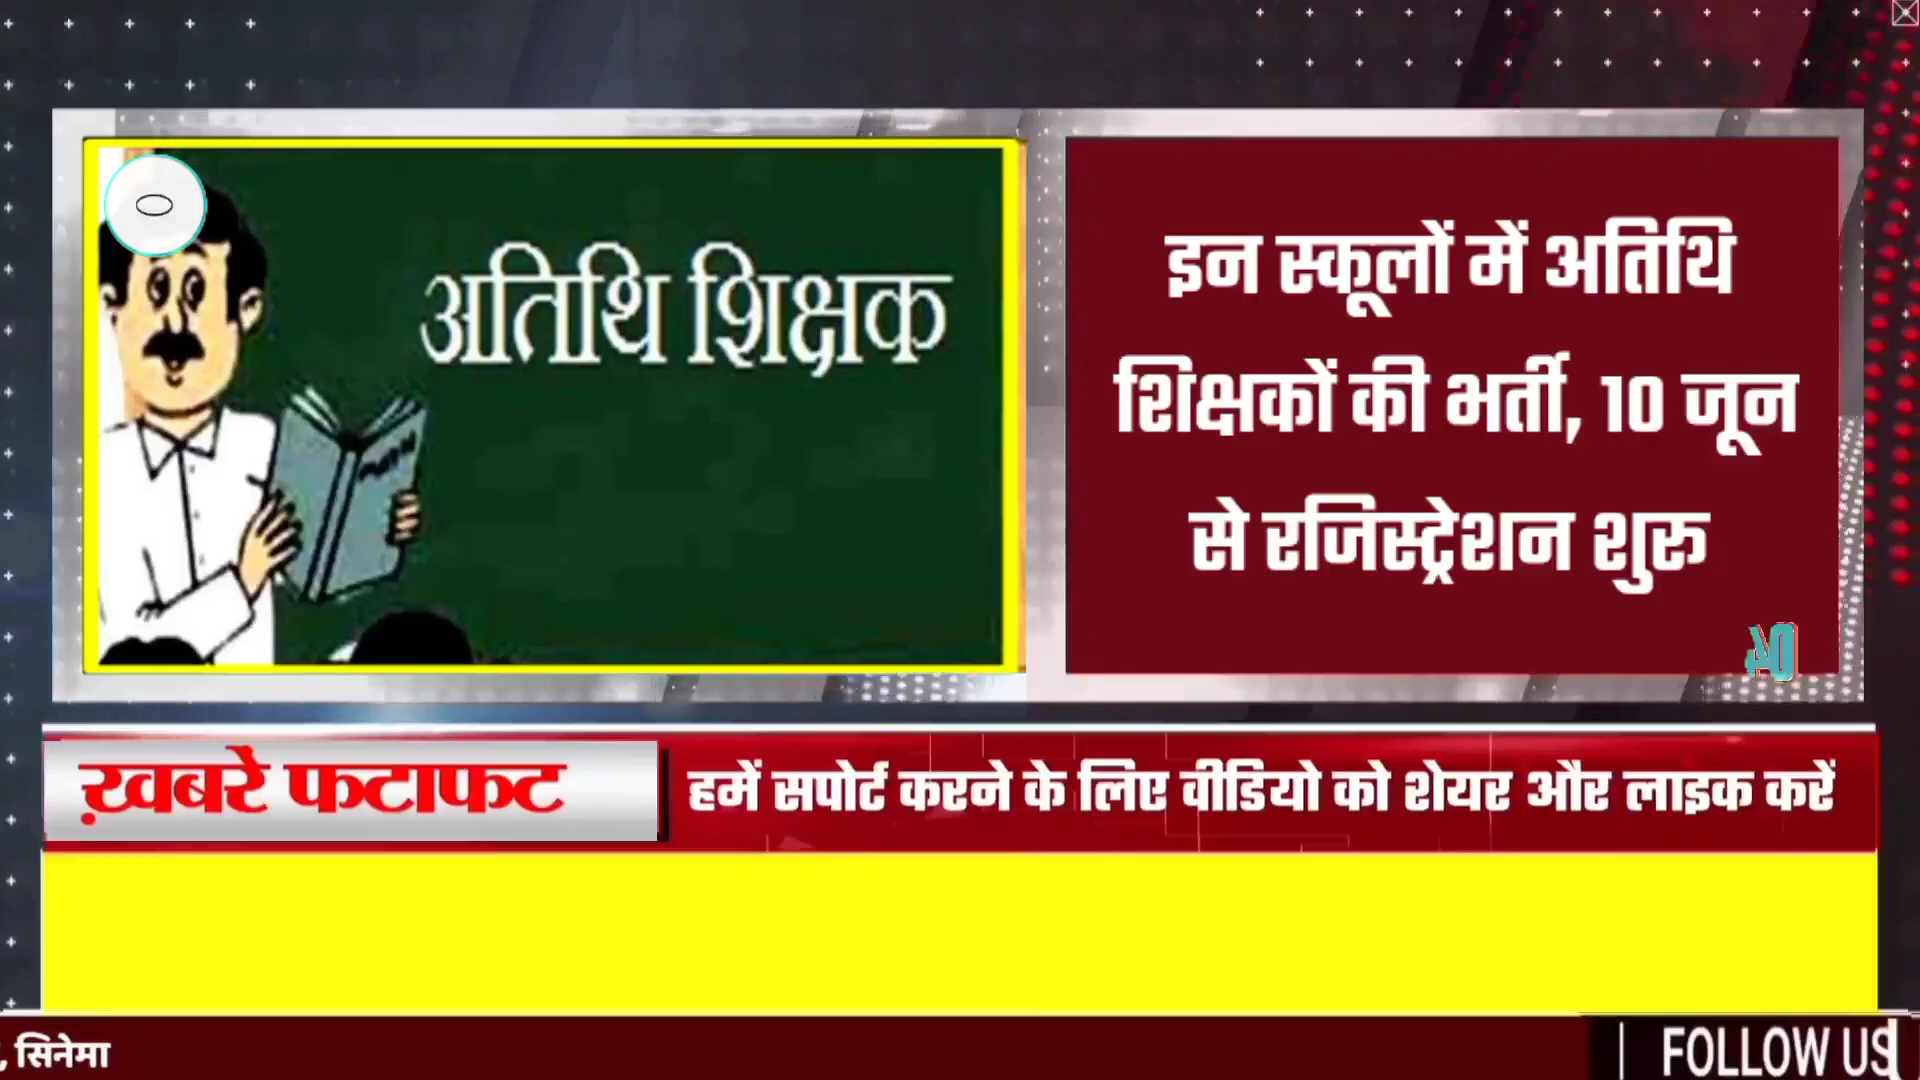 अतिथि शिक्षक
इन स्कूलों में अतिथि
शिक्षकों की भर्ती, 10 जून
से रजिस्ट्रेशन शुरू
ख़बरें फटाफट
हमें सपोर्ट करने के लिए वीडियो को शेयर और लाइक करें
, सिनेमा
FOLLOW US